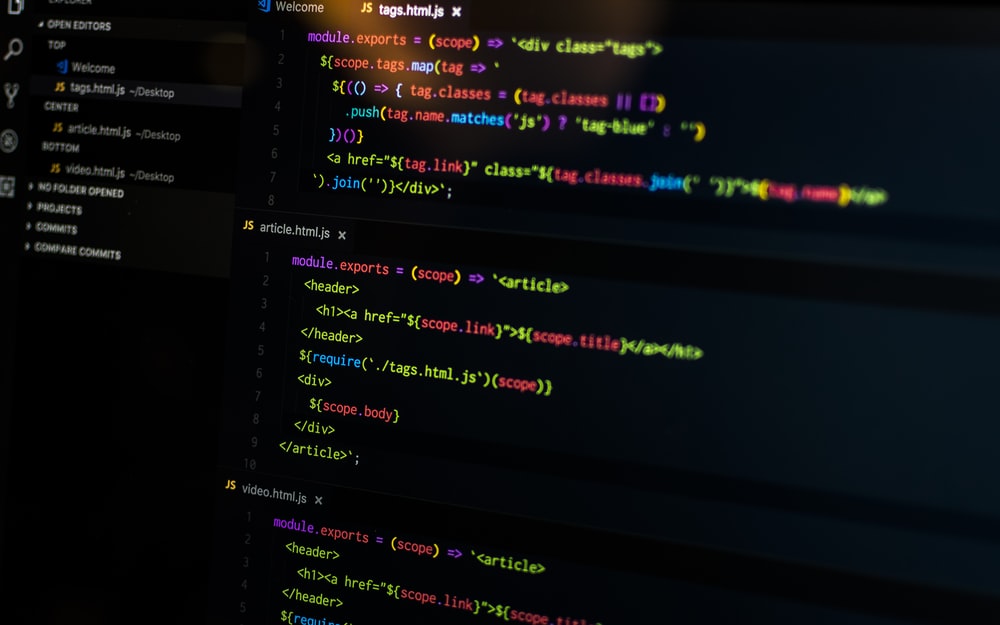 EXPLORER
OPEN EDITORS
TOP
Welcome
JS tags.html.js ~/Desktop
CENTER
JS article.html.js ~/Desktop
BOTTOM
JS video.html.js ~/Desktop
NO FOLDER OPENED
PROJECTS
COMMITS
COMPARE COMMITS
Welcome JS tags.html.js ×
1 module.exports = (scope) => `<div class="tags">
2 ${scope.tags.map(tag => `
3 ${(() => { tag.classes = (tag.classes || [])
4 .push(tag.name.matches('js') ? 'tag-blue' : '')
5 })()}
6 <a href="${tag.link}" class="${tag.classes.join(' ')}">${tag.name}</a>
7 `).join('')}</div>`;
8
JS article.html.js ×
1 module.exports = (scope) => `<article>
2 <header>
3 <h1><a href="${scope.link}">${scope.title}</a></h1>
4 </header>
5 ${require(`./tags.html.js`)(scope)}
6 <div>
7 ${scope.body}
8 </div>
9 </article>`;
10
JS video.html.js ×
1 module.exports = (scope) => `<article>
2 <header>
3 <h1><a href="${scope.link}">${scope.title
4 </header>
5 ${require(